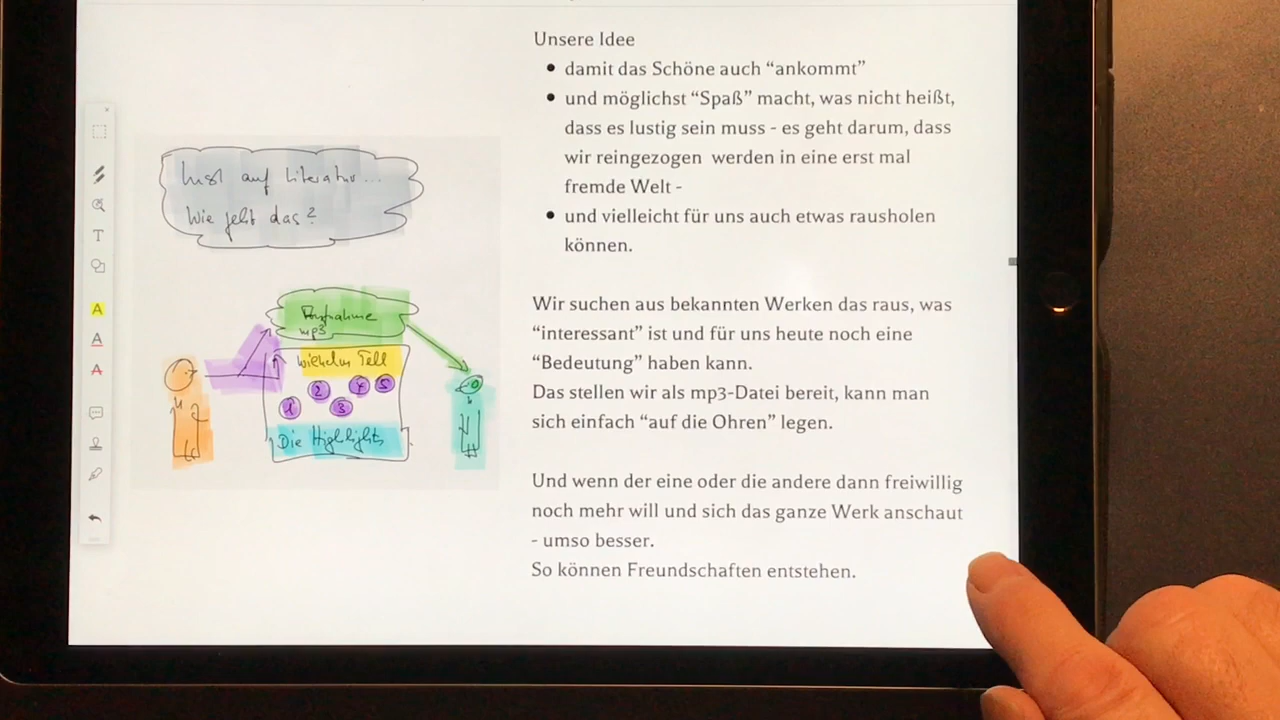 Lust auf Literatur...
Wie geht das?
Aufnahme
mp3
Wilhelm Tell
2
4
5
1
3
Die Highlights
Unsere Idee
• damit das Schöne auch “ankommt”
• und möglichst “Spaß” macht, was nicht heißt,
dass es lustig sein muss - es geht darum, dass
wir reingezogen werden in eine erst mal
fremde Welt -
• und vielleicht für uns auch etwas rausholen
können.
Wir suchen aus bekannten Werken das raus, was
“interessant” ist und für uns heute noch eine
“Bedeutung” haben kann.
Das stellen wir als mp3-Datei bereit, kann man
sich einfach “auf die Ohren” legen.
Und wenn der eine oder die andere dann freiwillig
noch mehr will und sich das ganze Werk anschaut
- umso besser.
So können Freundschaften entstehen.